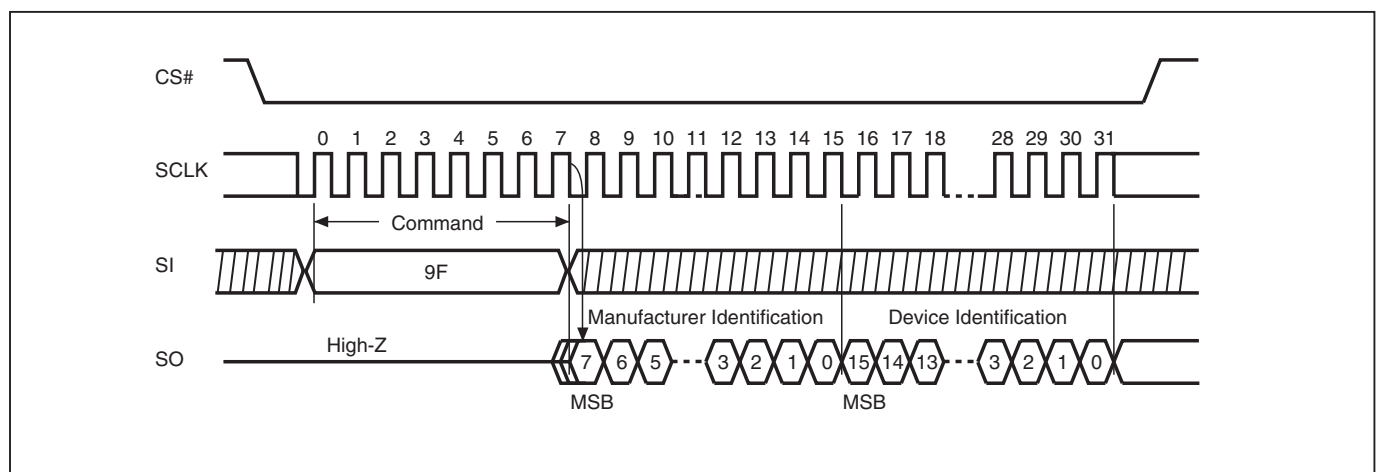 CS#
0 1 2 3 4 5 6 7 8 9 10 11 12 13 14 15 16 17 18 28 29 30 31
SCLK
Command
SI
9F
Manufacturer Identification Device Identification
High-Z
SO
7 6 5 3 2 1 0 15 14 13 3 2 1 0
MSB MSB